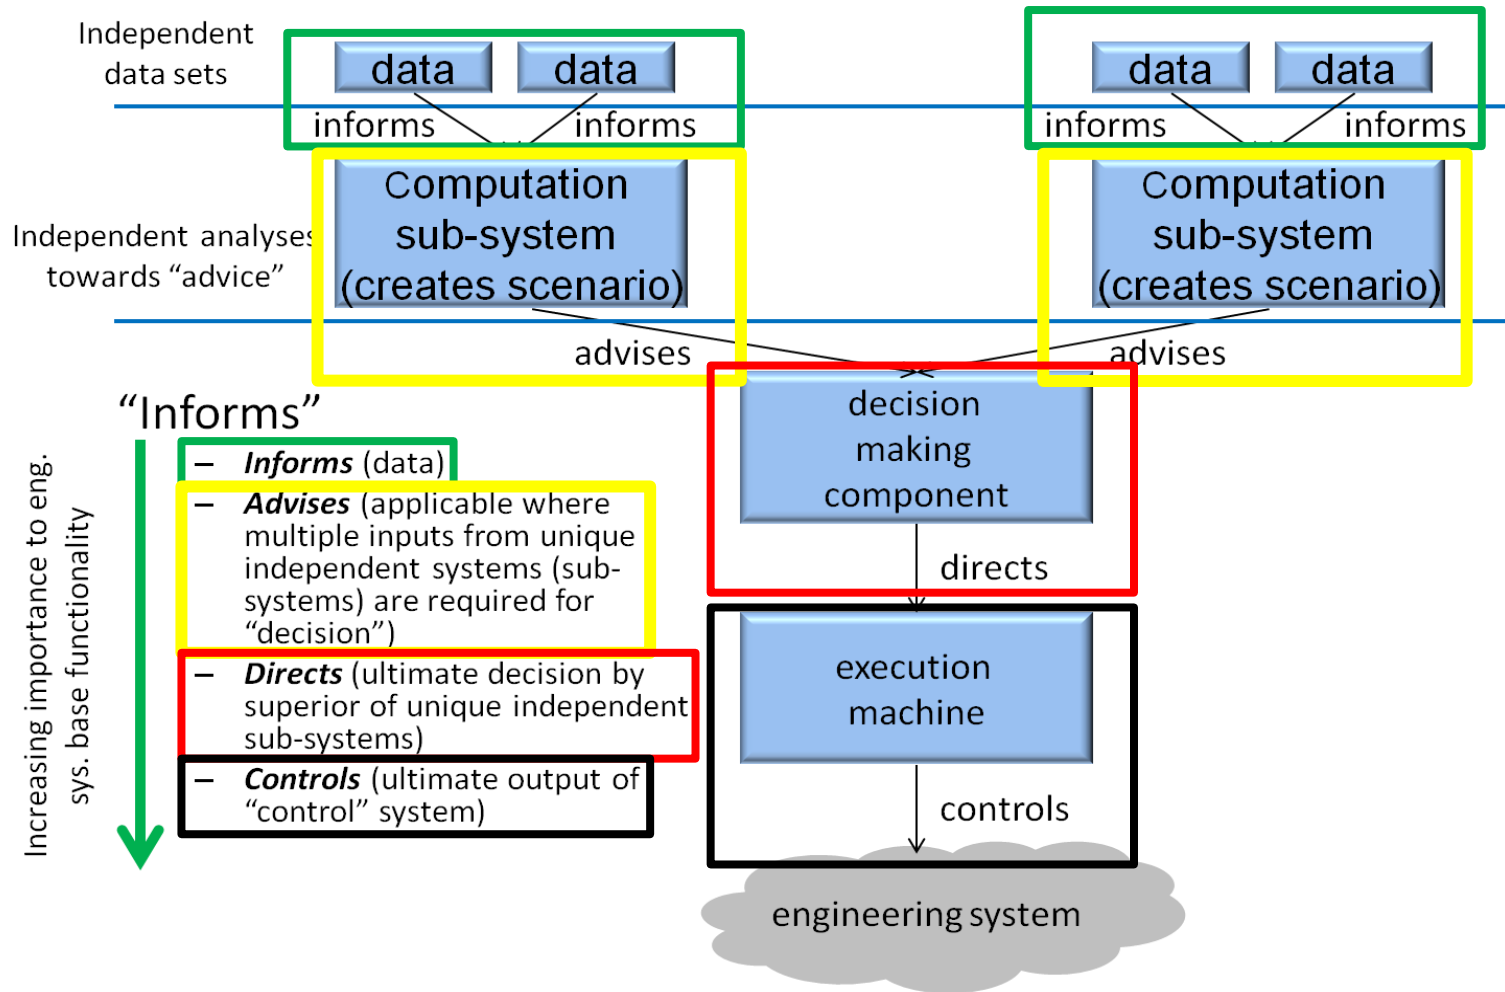 Independent
data sets
data
data
data
data
informs
informs
informs
informs
Independent analyses
towards “advice”
Computation
sub-system
(creates scenario)
Computation
sub-system
(creates scenario)
advises
advises
“Informs”
Increasing importance to eng.
sys. base functionality
– Informs (data)
– Advises (applicable where
multiple inputs from unique
independent systems (sub-
systems) are required for
“decision”)
– Directs (ultimate decision by
superior of unique independent
sub-systems)
– Controls (ultimate output of
“control” system)
decision
making
component
directs
execution
machine
controls
engineering system